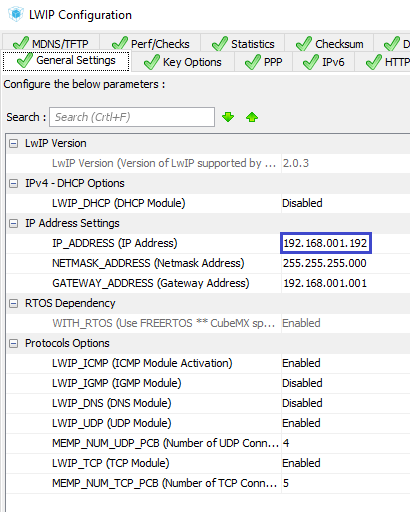 LWIP Configuration
MDNS/TFTP Perf/Checks Statistics Checksum D
General Settings Key Options PPP IPv6 HTTP
Configure the below parameters :
Search : Search (Crtl+F)
LwIP Version
LwIP Version (Version of LwIP supported by ... 2.0.3
IPv4 - DHCP Options
LWIP_DHCP (DHCP Module) Disabled
IP Address Settings
IP_ADDRESS (IP Address) 192.168.001.192
NETMASK_ADDRESS (Netmask Address) 255.255.255.000
GATEWAY_ADDRESS (Gateway Address) 192.168.001.001
RTOS Dependency
WITH_RTOS (Use FREERTOS ** CubeMX sp... Enabled
Protocols Options
LWIP_ICMP (ICMP Module Activation) Enabled
LWIP_IGMP (IGMP Module) Disabled
LWIP_DNS (DNS Module) Disabled
LWIP_UDP (UDP Module) Enabled
MEMP_NUM_UDP_PCB (Number of UDP Conn... 4
LWIP_TCP (TCP Module) Enabled
MEMP_NUM_TCP_PCB (Number of TCP Conn... 5